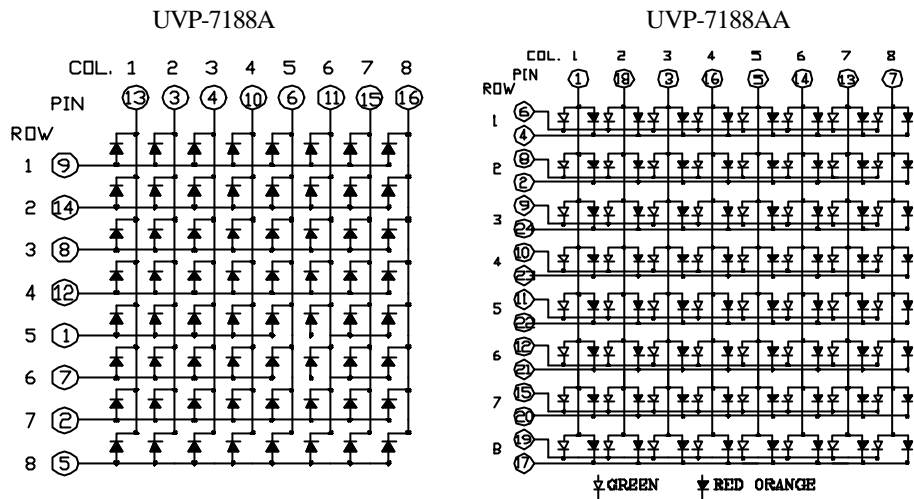 UVP-7188A
COL. 1 2 3 4 5 6 7 8
PIN 13 3 4 10 6 11 15 16
ROW
1 9
2 14
3 8
4 12
5 1
6 7
7 2
8 5
UVP-7188AA
COL. 1 2 3 4 5 6 7 8
PIN 1 18 3 16 5 14 13 7
ROW
1 6
4
2 8
2
3 9
24
4 10
23
5 11
22
6 12
21
7 15
20
8 19
17
GREEN RED ORANGE